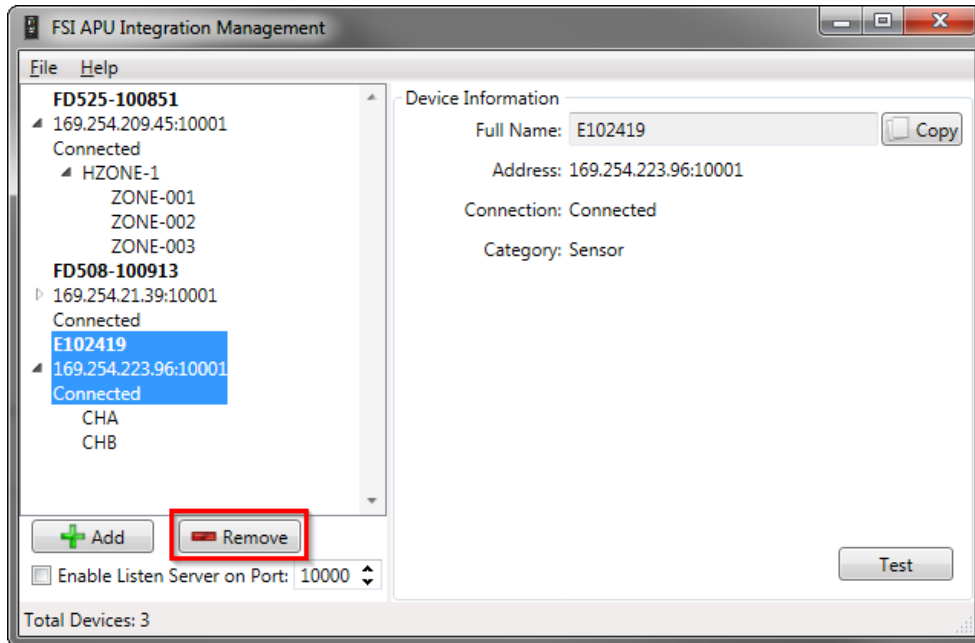 FSI APU Integration Management
File Help
FD525-100851
169.254.209.45:10001
Connected
HZONE-1
ZONE-001
ZONE-002
ZONE-003
FD508-100913
169.254.21.39:10001
Connected
E102419
169.254.223.96:10001
Connected
CHA
CHB
Add Remove
Enable Listen Server on Port: 10000
Device Information
Full Name: E102419 Copy
Address: 169.254.223.96:10001
Connection: Connected
Category: Sensor
Test
Total Devices: 3